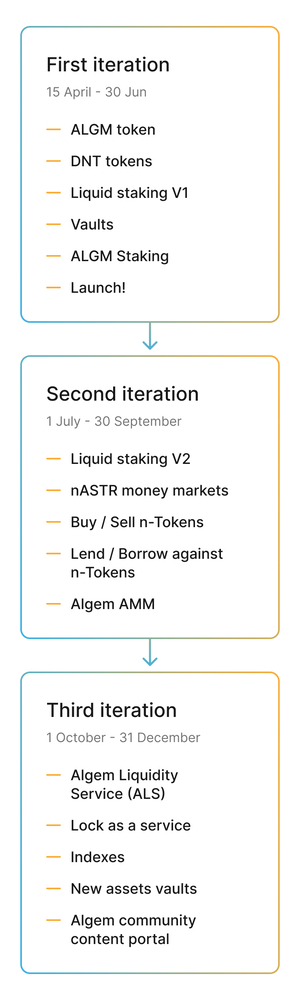 First iteration
15 April - 30 Jun
— ALGM token
— DNT tokens
— Liquid staking V1
— Vaults
— ALGM Staking
— Launch!
Second iteration
1 July - 30 September
— Liquid staking V2
— nASTR money markets
— Buy / Sell n-Tokens
— Lend / Borrow against
n-Tokens
— Algem AMM
Third iteration
1 October - 31 December
— Algem Liquidity
Service (ALS)
— Lock as a service
— Indexes
— New assets vaults
— Algem community
content portal